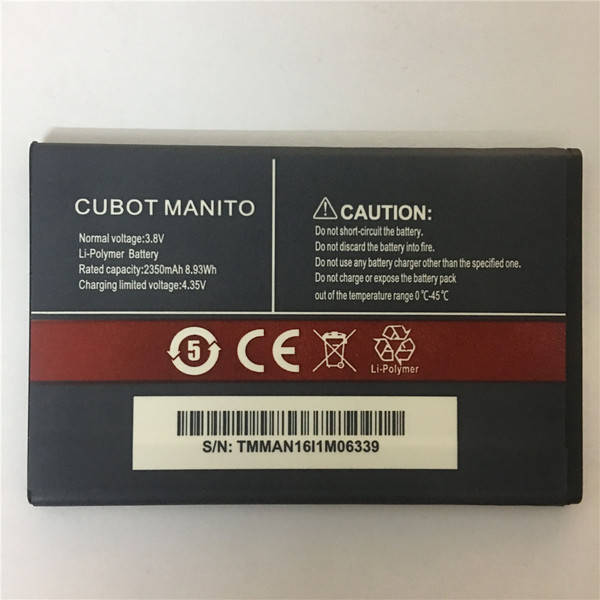 CUBOT MANITO
Normal voltage:3.8V
Li-Polymer Battery
Rated capacity:2350mAh 8.93Wh
Charging limited voltage:4.35V
CAUTION:
Do not short-circuit the battery.
Do not discard the battery into fire.
Do not use any battery charger other than the specified one.
Do not charge or expose the battery pack
out of the temperature range 0 ℃-45℃
5
CE
Li-Polymer
S/N: TMMAN16I1M06339